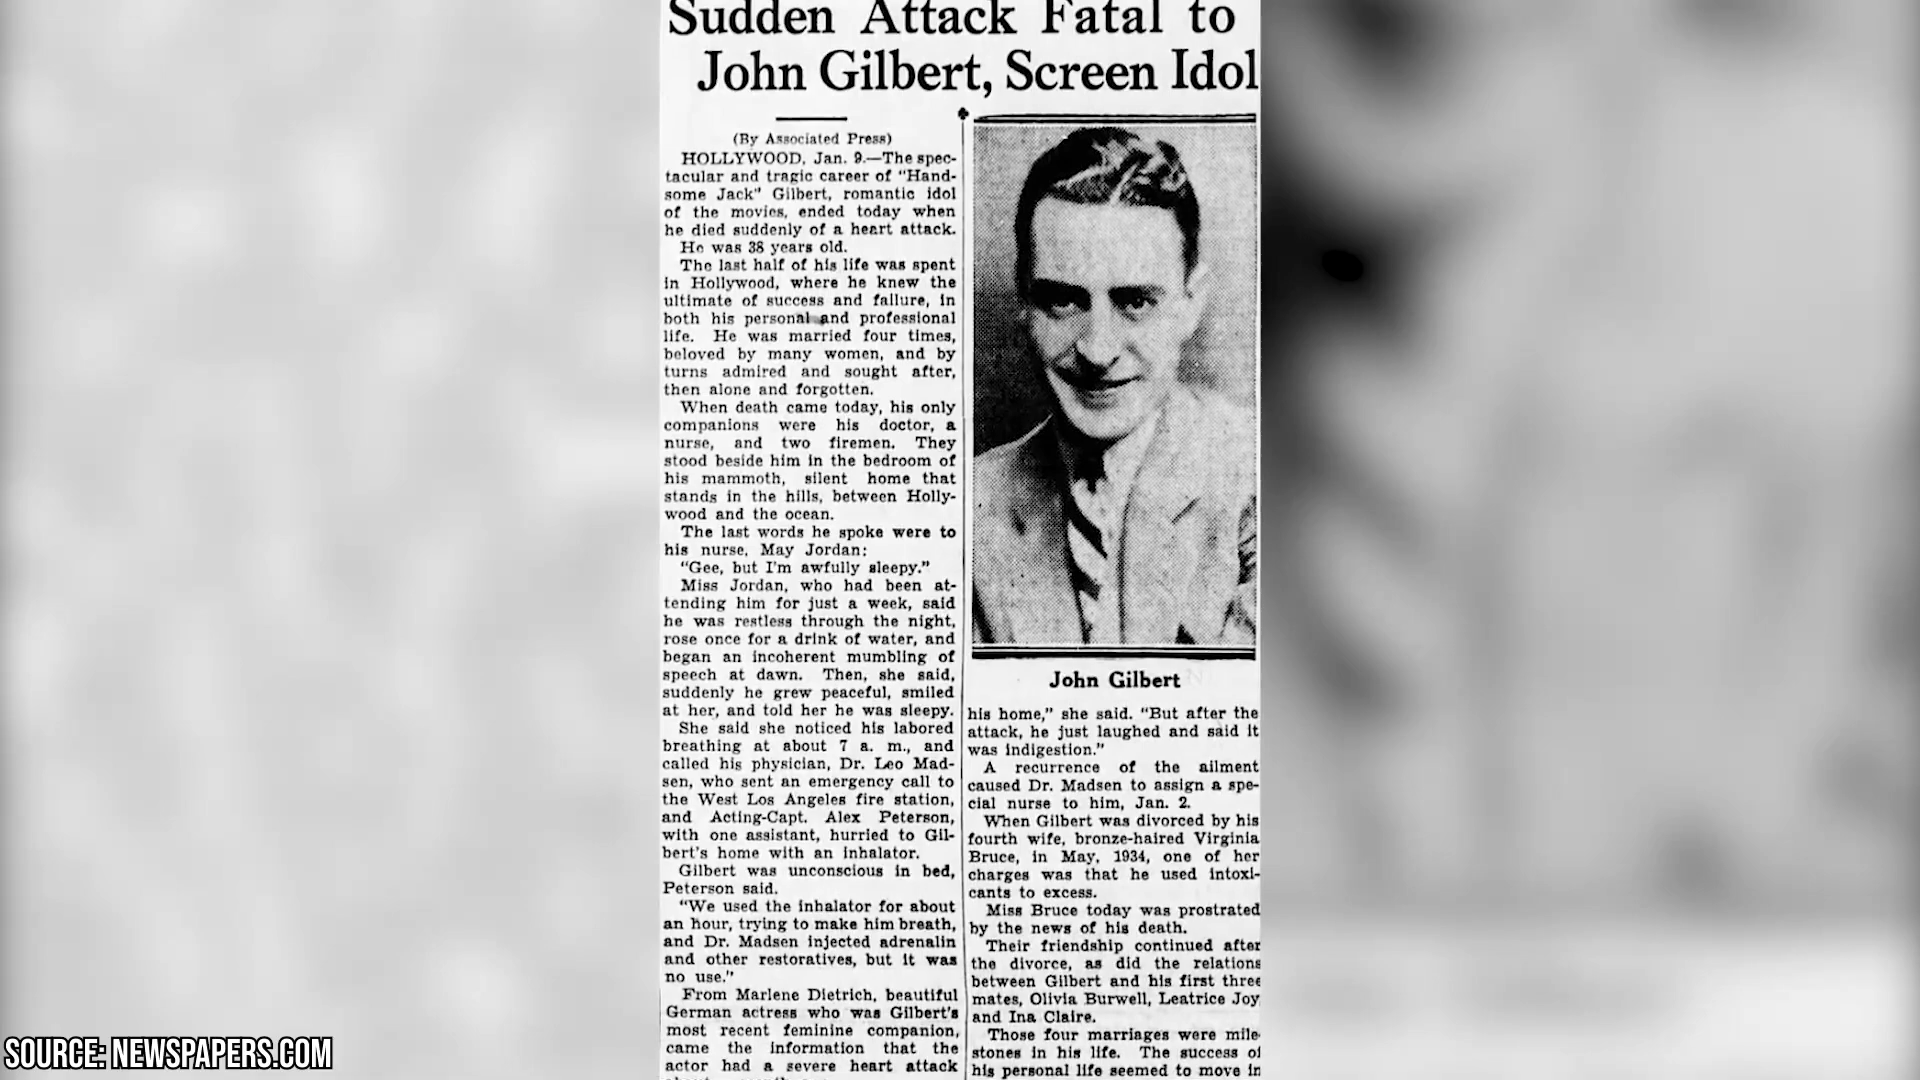 Sudden Attack Fatal to
John Gilbert, Screen Idol
(By Associated Press)
HOLLYWOOD, Jan. 9.—The spec-
tacular and tragic career of "Hand-
some Jack" Gilbert, romantic idol
of the movies, ended today when
he died suddenly of a heart attack.
He was 38 years old.
The last half of his life was spent
in Hollywood, where he knew the
ultimate of success and failure, in
both his personal and professional
life. He was married four times,
beloved by many women, and by
turns admired and sought after,
then alone and forgotten.
When death came today, his only
companions were his doctor, a
nurse, and two firemen. They
stood beside him in the bedroom of
his mammoth, silent home that
stands in the hills, between Holly-
wood and the ocean.
The last words he spoke were to
his nurse, May Jordan:
"Gee, but I'm awfully sleepy."
Miss Jordan, who had been at-
tending him for just a week, said
he was restless through the night,
rose once for a drink of water, and
began an incoherent mumbling of
speech at dawn. Then, she said,
suddenly he grew peaceful, smiled
at her, and told her he was sleepy.
She said she noticed his labored
breathing at about 7 a. m., and
called his physician, Dr. Leo Mad-
sen, who sent an emergency call to
the West Los Angeles fire station,
and Acting-Capt. Alex Peterson,
with one assistant, hurried to Gil-
bert's home with an inhalator.
Gilbert was unconscious in bed,
Peterson said.
"We used the inhalator for about
an hour, trying to make him breath,
and Dr. Madsen injected adrenalin
and other restoratives, but it was
no use."
From Marlene Dietrich, beautiful
German actress who was Gilbert's
most recent feminine companion,
came the information that the
actor had a severe heart attack
John Gilbert
his home," she said. "But after the
attack, he just laughed and said it
was indigestion."
A recurrence of the ailment
caused Dr. Madsen to assign a spe-
cial nurse to him, Jan. 2.
When Gilbert was divorced by his
fourth wife, bronze-haired Virginia
Bruce, in May, 1934, one of her
charges was that he used intoxi-
cants to excess.
Miss Bruce today was prostrated
by the news of his death.
Their friendship continued after
the divorce, as did the relations
between Gilbert and his first three
mates, Olivia Burwell, Leatrice Joy
and Ina Claire.
Those four marriages were mile-
stones in his life. The success of
his personal life seemed to move in
SOURCE: NEWSPAPERS.COM